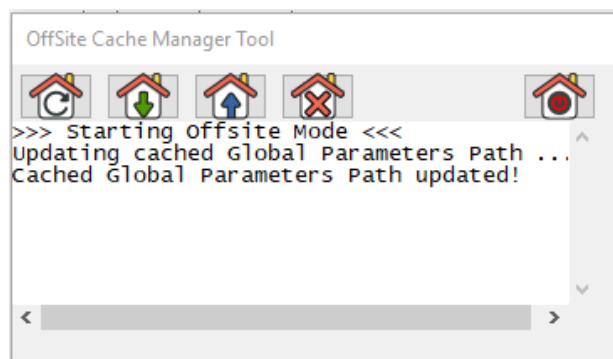 OffSite Cache Manager Tool
>>> Starting Offsite Mode <<<
Updating cached Global Parameters Path ...
Cached Global Parameters Path updated!